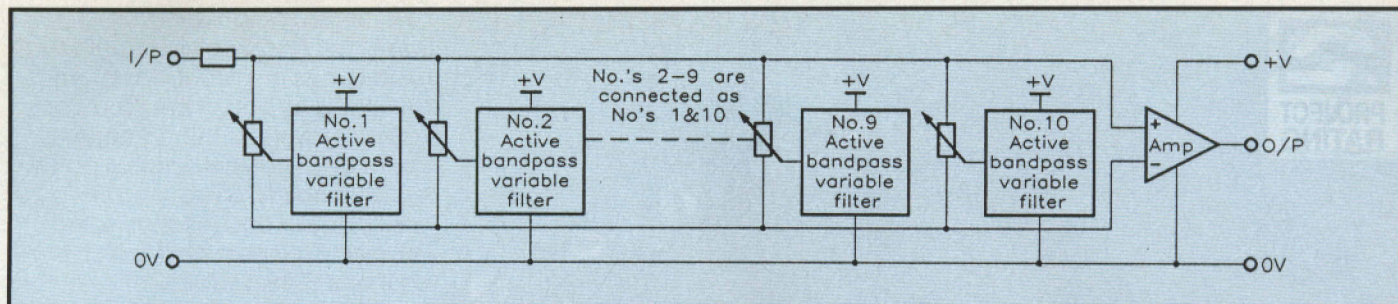 I/P
+V
No.1
Active
bandpass
variable
filter
+V
No.2
Active
bandpass
variable
filter
No.'s 2-9 are
connected as
No's 1&10
+V
No.9
Active
bandpass
variable
filter
+V
No.10
Active
bandpass
variable
filter
+
Amp
−
+V
O/P
0V
0V